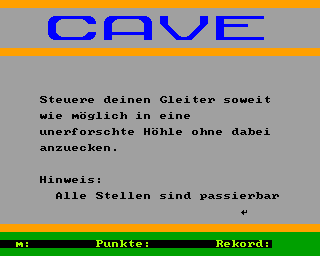 CAVE
Steuere deinen Gleiter soweit
wie möglich in eine
unerforschte Höhle ohne dabei
anzuecken.
Hinweis:
Alle Stellen sind passierbar
↵
m: Punkte: Rekord: